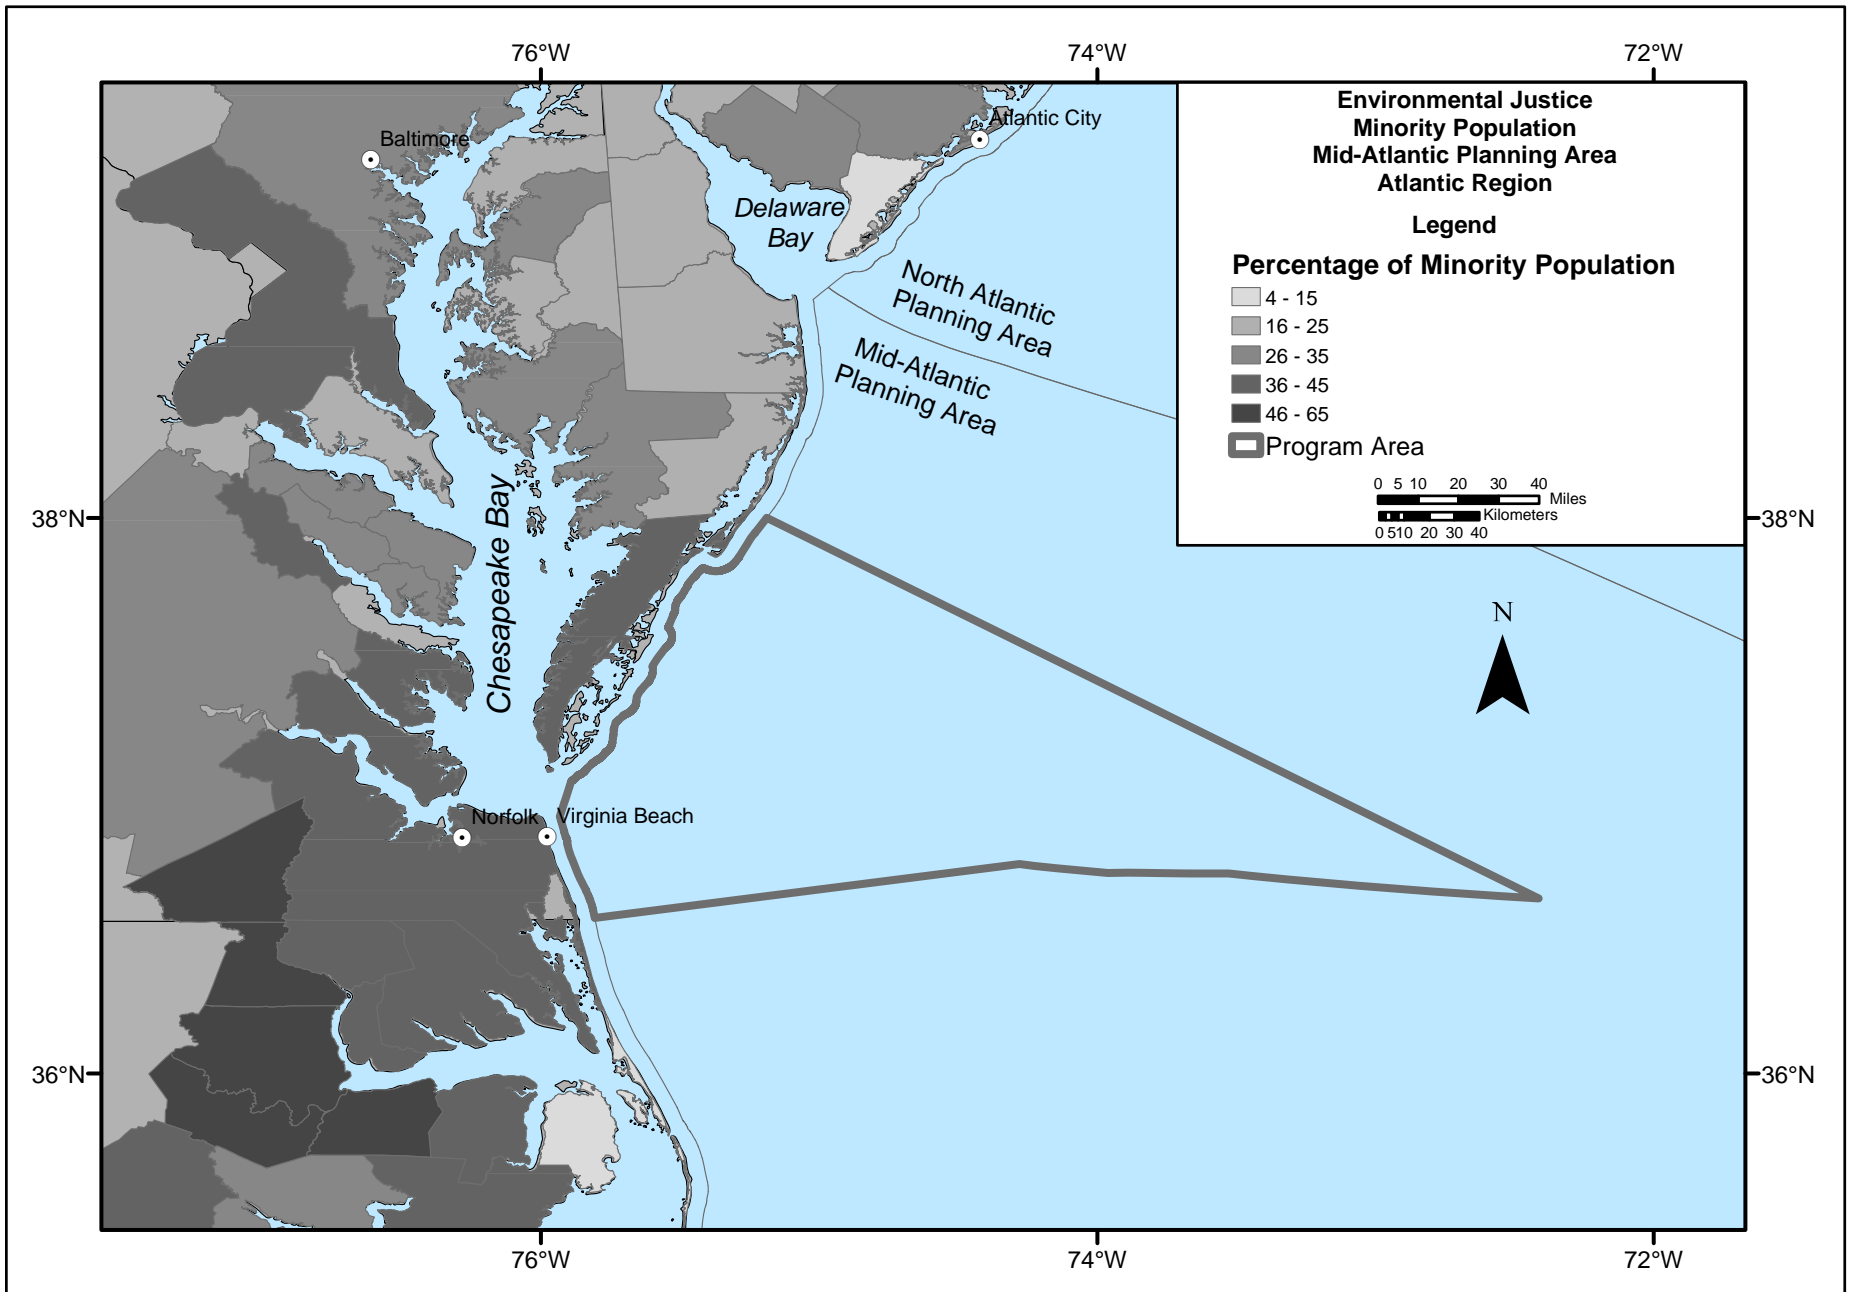 76°W
74°W
72°W
Environmental Justice
Minority Population
Mid-Atlantic Planning Area
Atlantic Region
Legend
Percentage of Minority Population
4 - 15
16 - 25
26 - 35
36 - 45
46 - 65
Program Area
0 5 10 20 30 40
Miles
Kilometers
0 5 10 20 30 40
Baltimore
Atlantic City
Delaware
Bay
North Atlantic
Planning Area
Mid-Atlantic
Planning Area
38°N
38°N
Chesapeake Bay
N
Norfolk
Virginia Beach
36°N
36°N
76°W
74°W
72°W